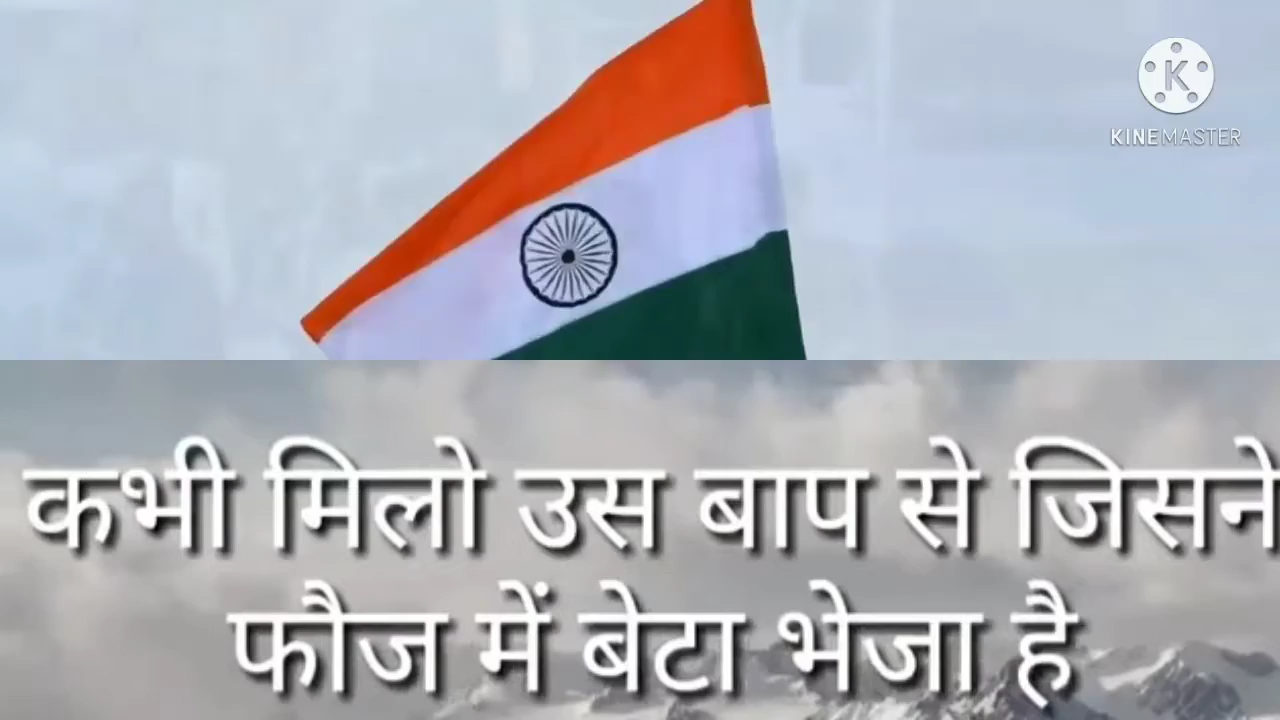 KINEMASTER
कभी मिलो उस बाप से जिसने
फौज में बेटा भेजा है